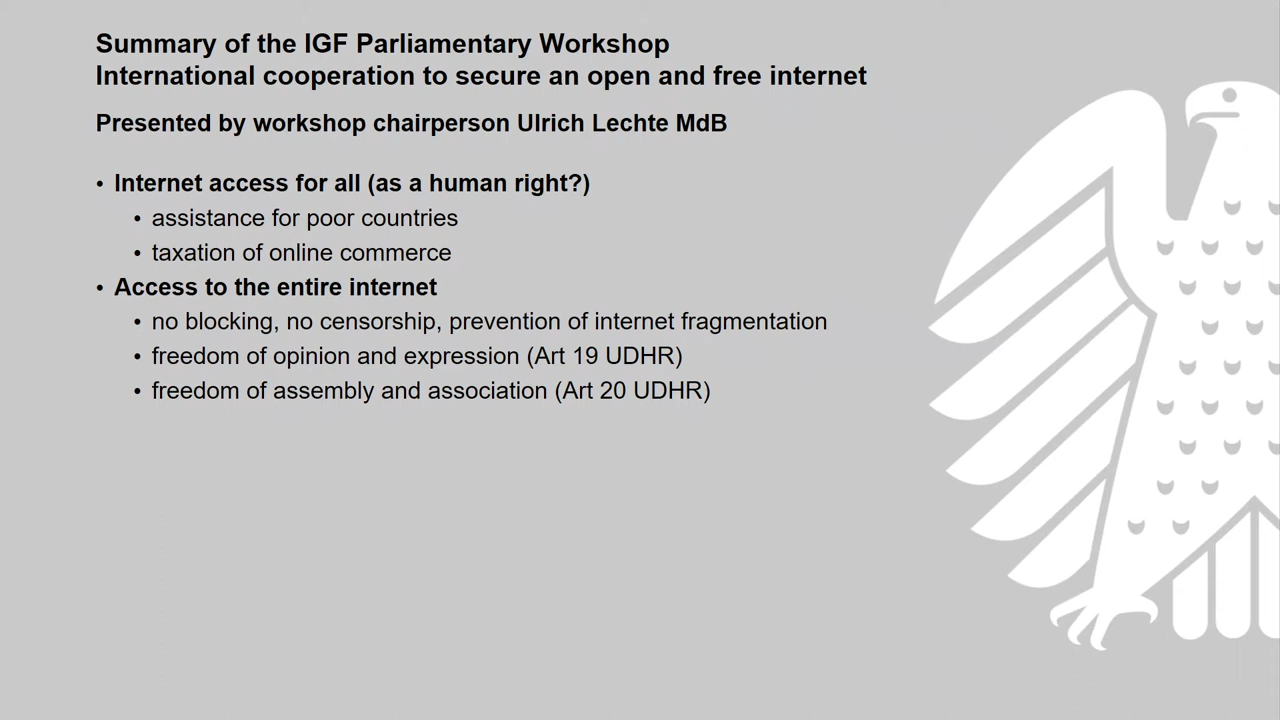 Summary of the IGF Parliamentary Workshop
International cooperation to secure an open and free internet
Presented by workshop chairperson Ulrich Lechte MdB
• Internet access for all (as a human right?)
• assistance for poor countries
• taxation of online commerce
• Access to the entire internet
• no blocking, no censorship, prevention of internet fragmentation
• freedom of opinion and expression (Art 19 UDHR)
• freedom of assembly and association (Art 20 UDHR)